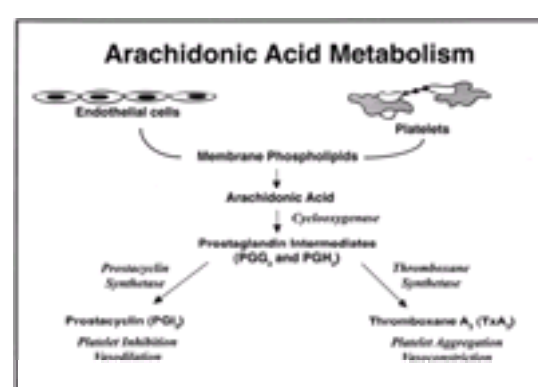 Arachidonic Acid Metabolism
Endothelial cells
Platelets
Membrane Phospholipids
Arachidonic Acid
Cyclooxygenase
Prostaglandin Intermediates
(PGG₂ and PGH₂)
Prostacyclin
Synthetase
Thromboxane
Synthetase
Prostacyclin (PGI₂)
Platelet Inhibition
Vasodilation
Thromboxane A₂ (TxA₂)
Platelet Aggregation
Vasoconstriction